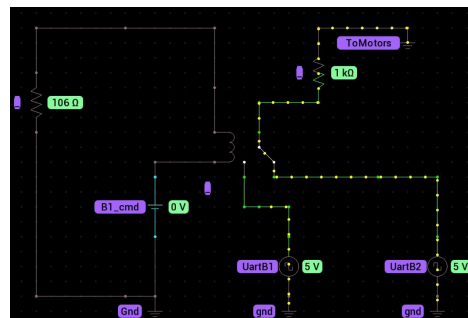 ToMotors
1 kΩ
106 Ω
B1_cmd
0 V
UartB1
5 V
UartB2
5 V
Gnd
gnd
gnd